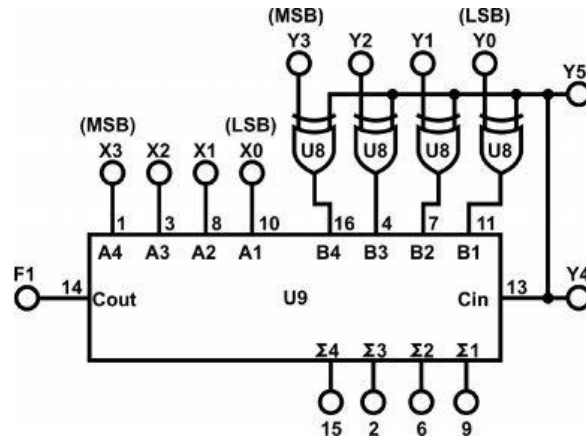 (MSB) (LSB)
Y3 Y2 Y1 Y0 Y5
(MSB) (LSB)
X3 X2 X1 X0
U8 U8 U8 U8
1 3 8 10 16 4 7 11
A4 A3 A2 A1 B4 B3 B2 B1
F1 14 Cout U9 Cin 13 Y4
Σ4 Σ3 Σ2 Σ1
15 2 6 9